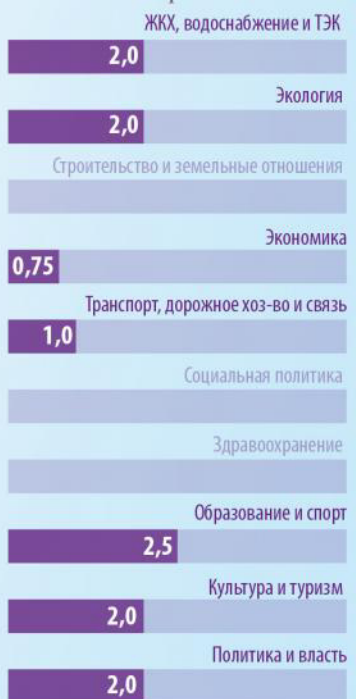 ЖКХ, водоснабжение и ТЭК
2,0
Экология
2,0
Строительство и земельные отношения
Экономика
0,75
Транспорт, дорожное хоз-во и связь
1,0
Социальная политика
Здравоохранение
Образование и спорт
2,5
Культура и туризм
2,0
Политика и власть
2,0